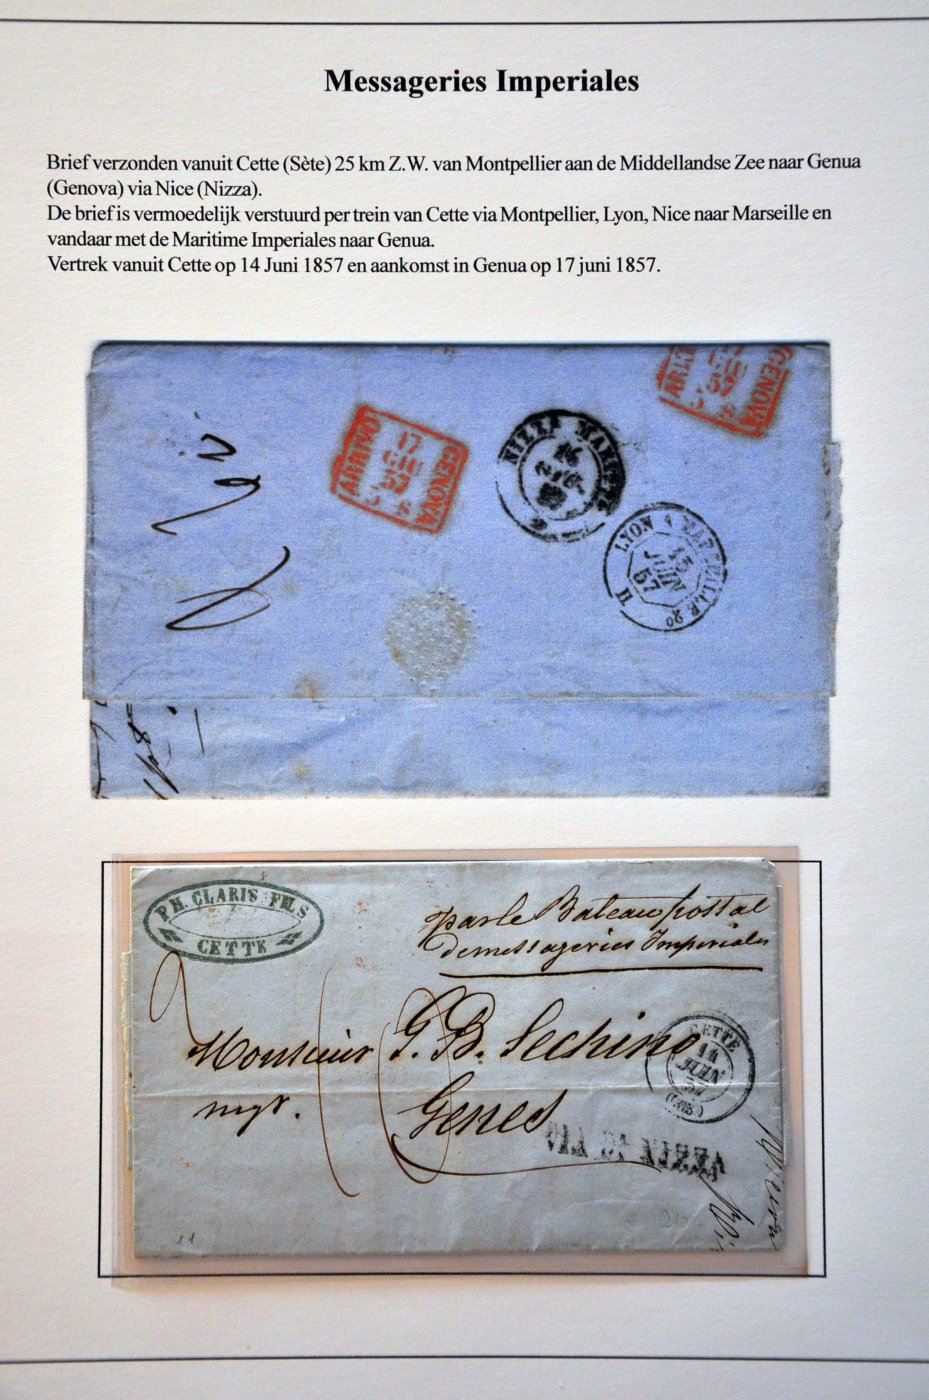 Messageries Imperiales
Brief verzonden vanuit Cette (Sète) 25 km Z.W. van Montpellier aan de Middellandse Zee naar Genua
(Genova) via Nice (Nizza).
De brief is vermoedelijk verstuurd per trein van Cette via Montpellier, Lyon, Nice naar Marseille en
vandaar met de Maritime Imperiales naar Genua.
Vertrek vanuit Cette op 14 Juni 1857 en aankomst in Genua op 17 juni 1857.
ARRIVO
17
GIU
57
GENOVA
GENOVA
LYON A MARSEILLE 2º
15
JUIN
57
PH. CLARIS FILS
CETTE
par le Bateau postal
de messageries Imperiales
Monsieur G. B. Sechino
Genes
CETTE
14
JUIN
57
VIA DI NIZZA